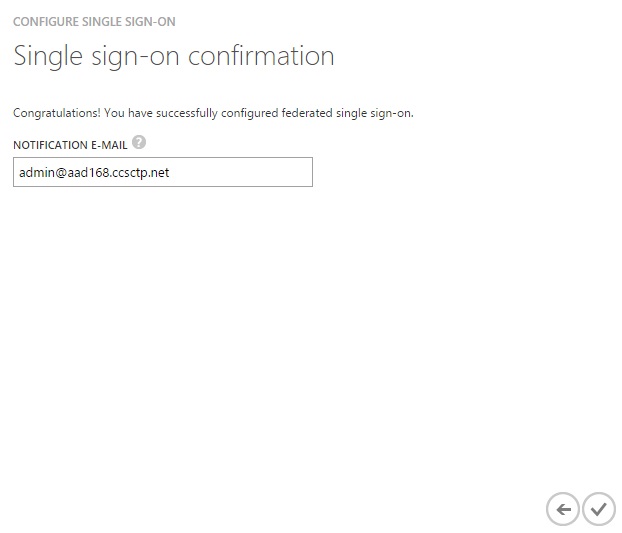 CONFIGURE SINGLE SIGN-ON
Single sign-on confirmation
Congratulations! You have successfully configured federated single sign-on.
NOTIFICATION E-MAIL ?
admin@aad168.ccsctp.net